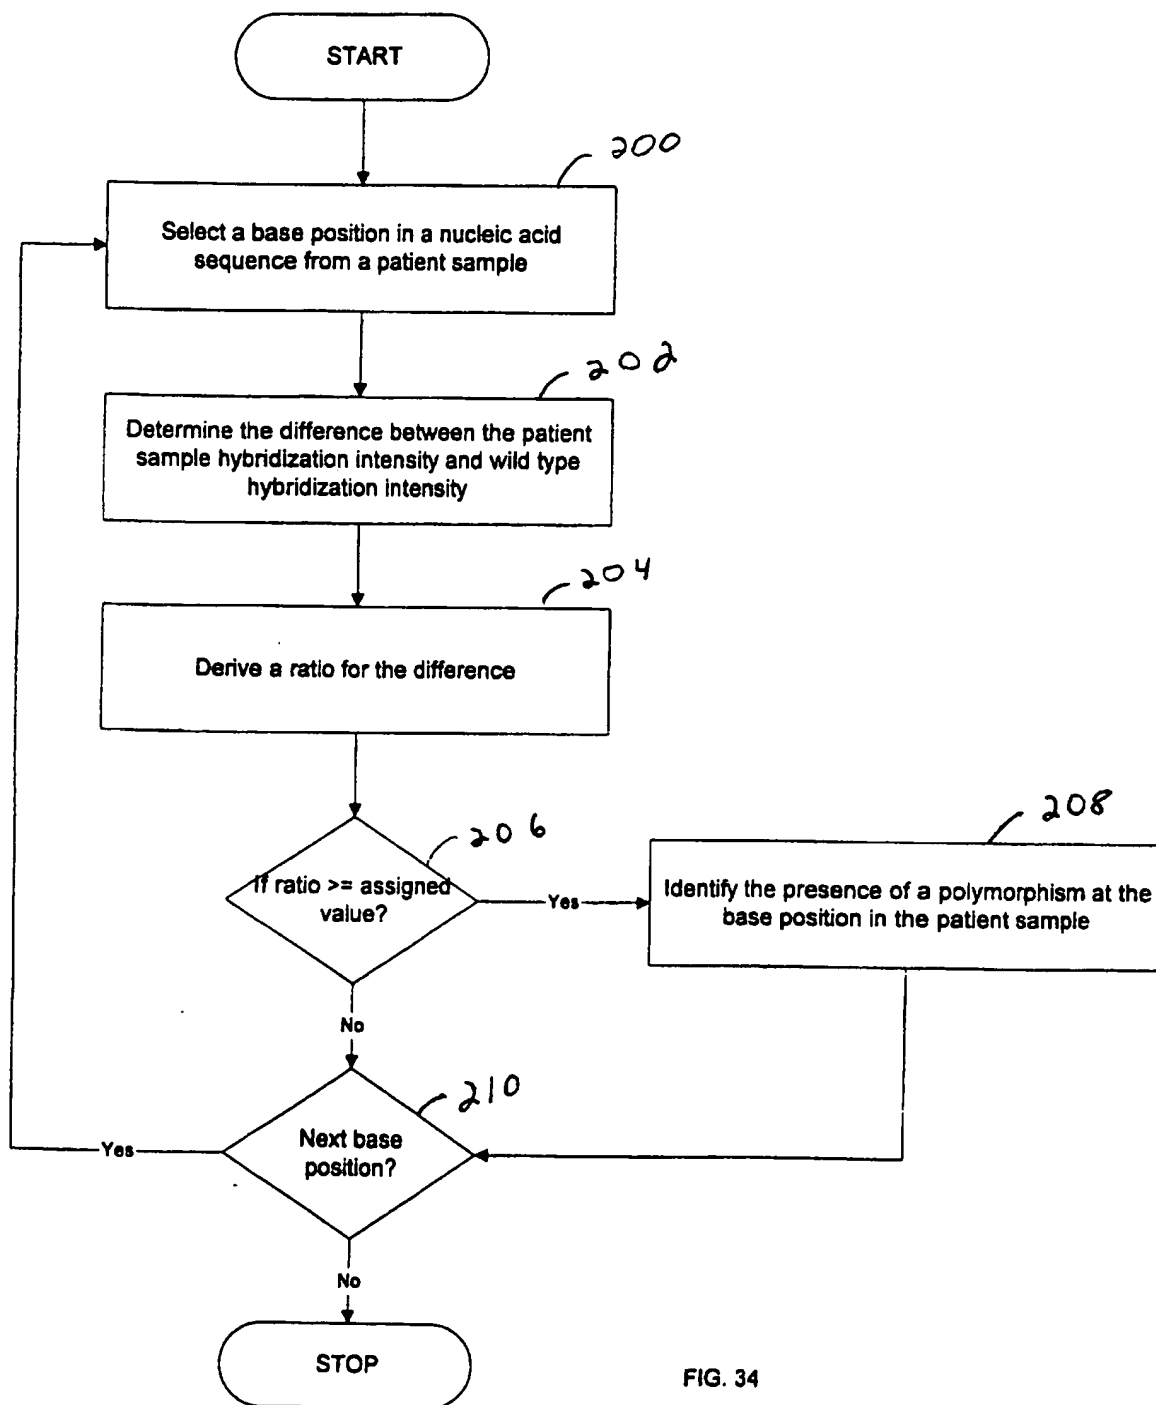 START
200
Select a base position in a nucleic acid
sequence from a patient sample
202
Determine the difference between the patient
sample hybridization intensity and wild type
hybridization intensity
204
Derive a ratio for the difference
206
If ratio >= assigned
value?
Yes
208
Identify the presence of a polymorphism at the
base position in the patient sample
No
210
Next base
position?
Yes
No
STOP
FIG. 34